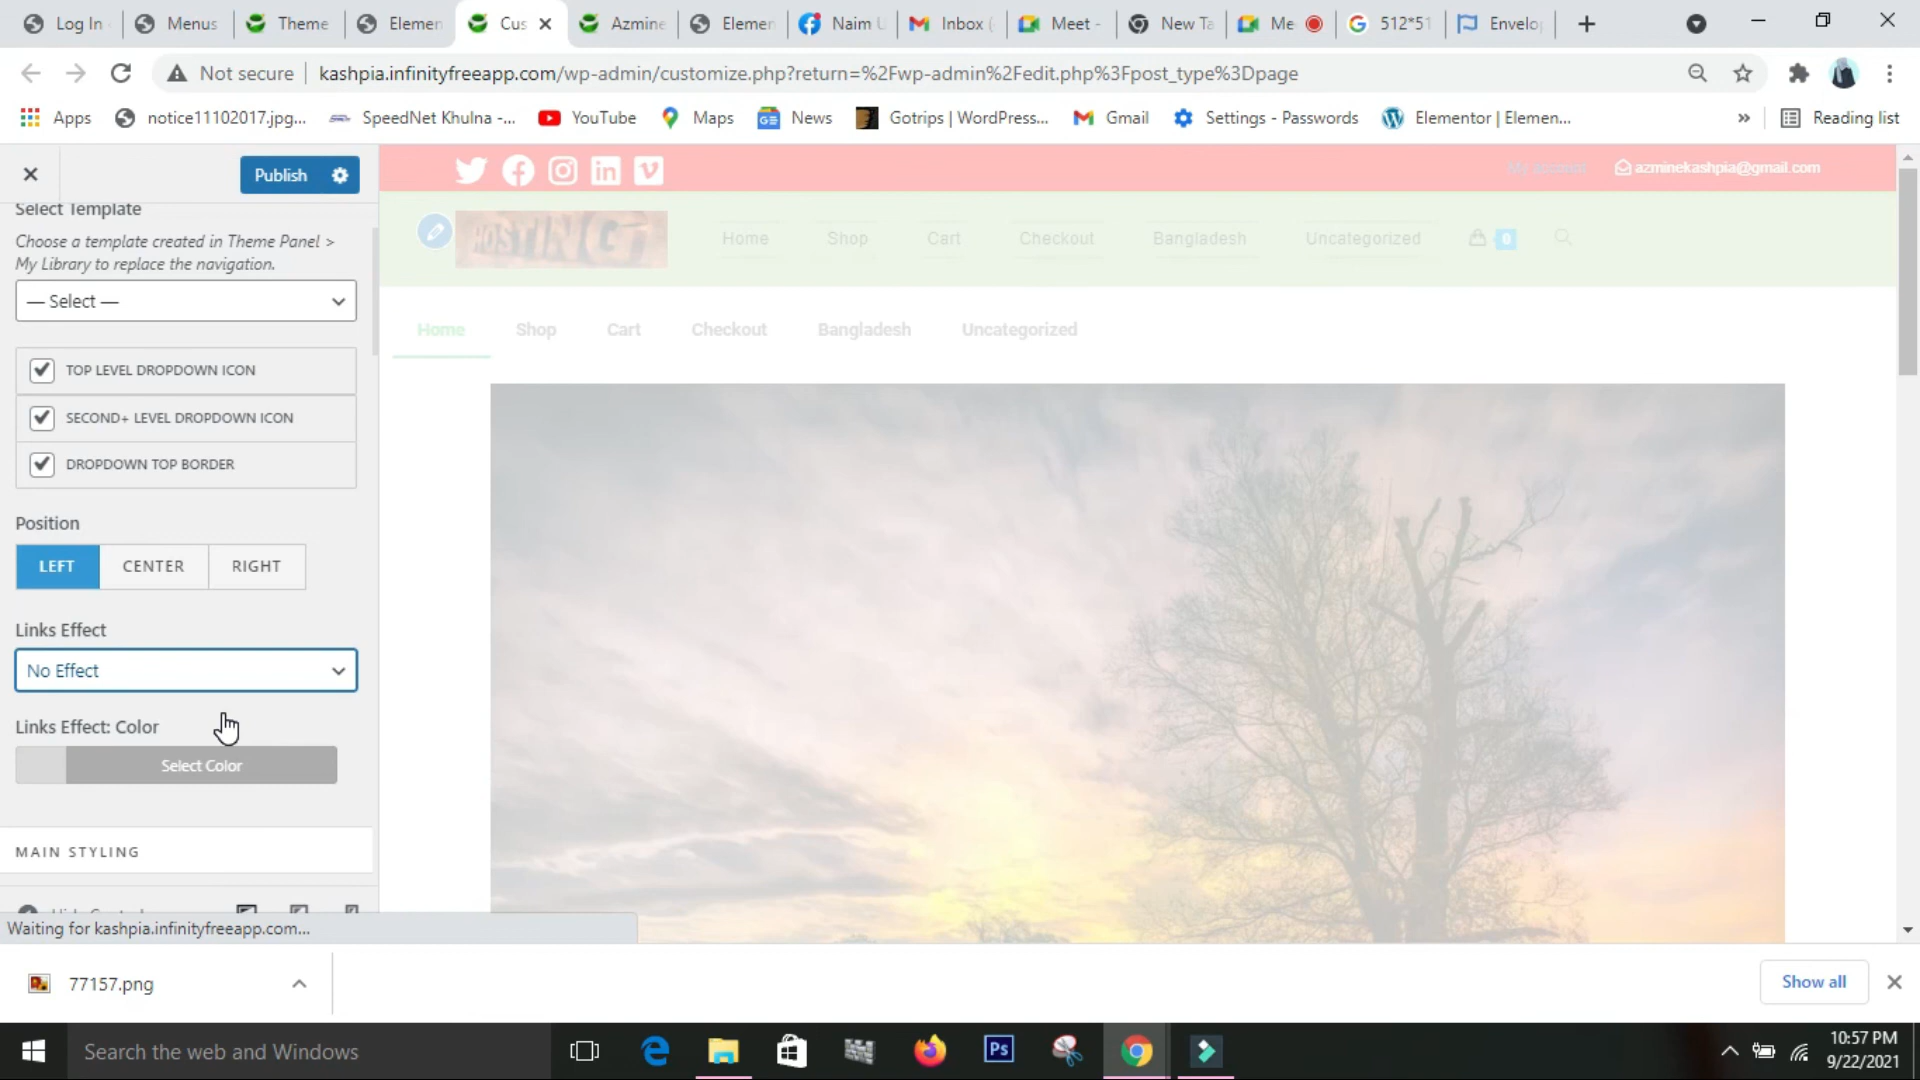 Log In
Menus
Theme
Elemen
Cus
Azmine
Elemen
Naim U
Inbox (
Meet -
New Ta
Me
512*51
Envelo
Not secure
kashpia.infinityfreeapp.com/wp-admin/customize.php?return=%2Fwp-admin%2Fedit.php%3Fpost_type%3Dpage
Apps
notice11102017.jpg...
SpeedNet Khulna -...
YouTube
Maps
News
Gotrips | WordPress...
Gmail
Settings - Passwords
Elementor | Elemen...
»
Reading list
Publish
My account
azminekashpia@gmail.com
Select Template
Choose a template created in Theme Panel >
My Library to replace the navigation.
— Select —
HOSTING
Home
Shop
Cart
Checkout
Bangladesh
Uncategorized
0
Home
Shop
Cart
Checkout
Bangladesh
Uncategorized
TOP LEVEL DROPDOWN ICON
SECOND+ LEVEL DROPDOWN ICON
DROPDOWN TOP BORDER
Position
LEFT
CENTER
RIGHT
Links Effect
No Effect
Links Effect: Color
Select Color
MAIN STYLING
Waiting for kashpia.infinityfreeapp.com...
77157.png
Show all
Search the web and Windows
Ps
10:57 PM
9/22/2021